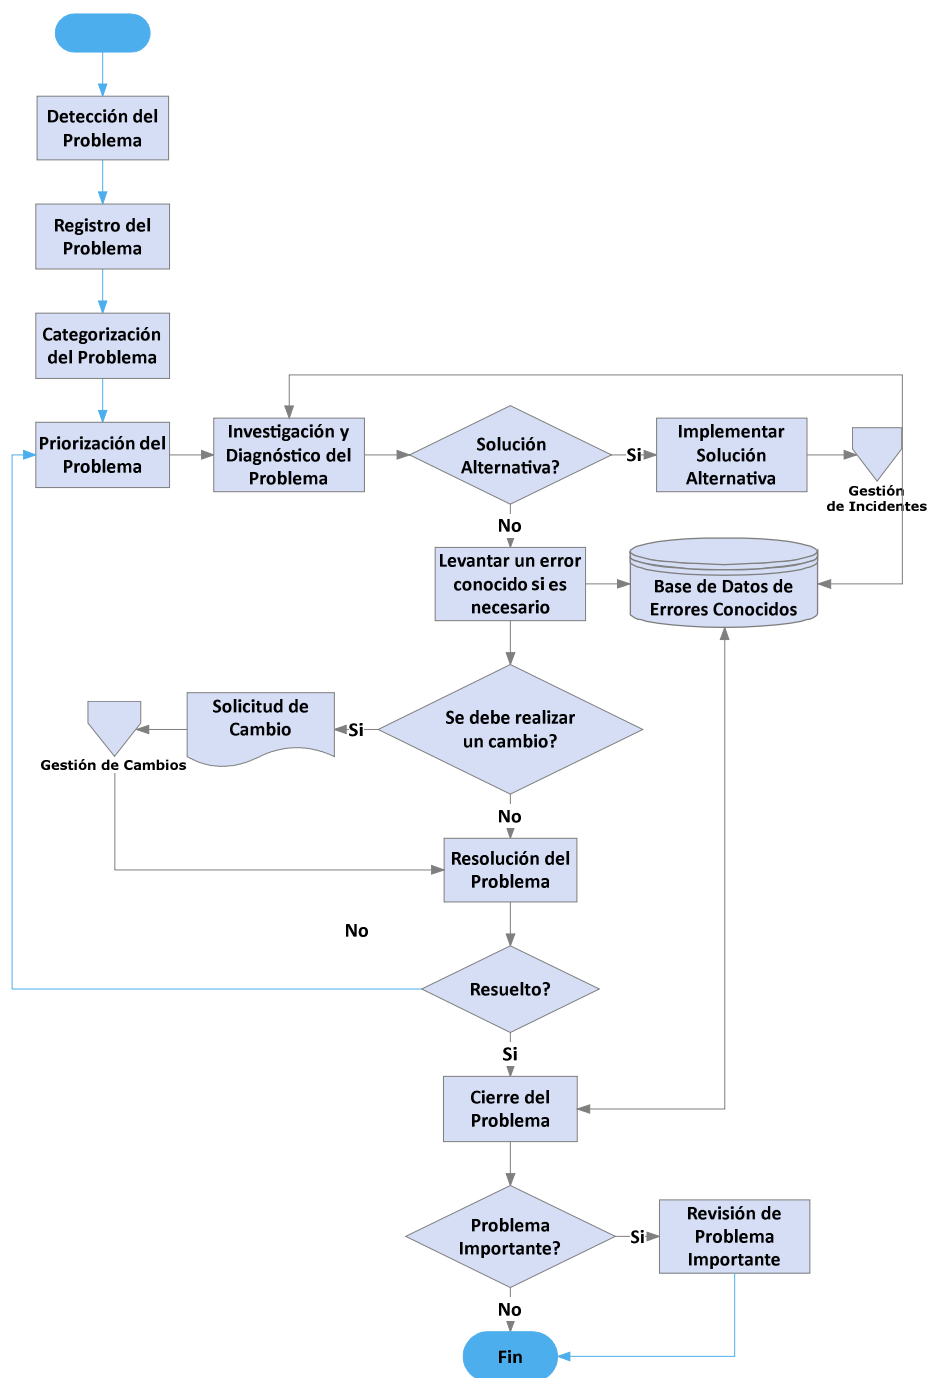 Detección del
Problema
Registro del
Problema
Categorización
del Problema
Priorización del
Problema
Investigación y
Diagnóstico del
Problema
Solución
Alternativa?
Si
Implementar
Solución
Alternativa
Gestión
de Incidentes
No
Levantar un error
conocido si es
necesario
Base de Datos de
Errores Conocidos
Se debe realizar
un cambio?
Si
Solicitud de
Cambio
Gestión de Cambios
No
Resolución del
Problema
No
Resuelto?
Si
Cierre del
Problema
Problema
Importante?
Si
Revisión de
Problema
Importante
No
Fin